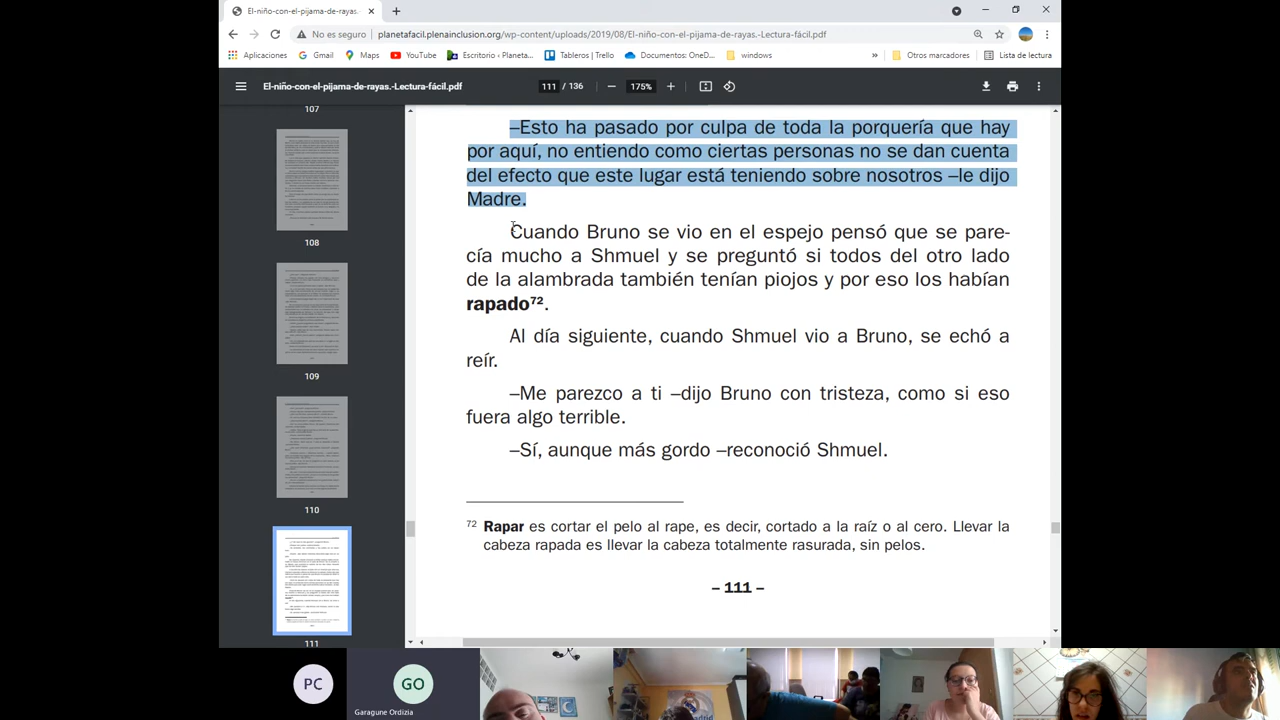 El-niño-con-el-pijama-de-rayas.-
No es seguro
planetafacil.plenainclusion.org/wp-content/uploads/2019/08/El-niño-con-el-pijama-de-rayas.-Lectura-fácil.pdf
Aplicaciones
Gmail
Maps
YouTube
Escritorio < Planeta...
Tableros | Trello
Documentos: OneD...
windows
»
Otros marcadores
Lista de lectura
El-niño-con-el-pijama-de-rayas.-Lectura-fácil.pdf
111 / 136
175%
107
108
109
110
111
–Esto ha pasado por culpa de toda la porquería que hay
por aquí, no entiendo como ciertas personas no se dan cuenta
del efecto que este lugar está teniendo sobre nosotros –le dijo
Madre.
Cuando Bruno se vio en el espejo pensó que se pare-
cía mucho a Shmuel y se preguntó si todos del otro lado
de la alambrada también tenían piojos y por eso los habían
rapado⁷²
Al día siguiente, cuando Shmuel vio a Bruno, se echó a
reír.
–Me parezco a ti –dijo Bruno con tristeza, como si eso
fuera algo terrible.
–Sí, aunque más gordo –reconoció Shmuel.
72 Rapar es cortar el pelo al rape, es decir, cortado a la raíz o al cero. Llevar la
cabeza rapada es llevar la cabeza totalmente rasurada, sin pelos.
– 111 –
PC
GO
Garagune Ordizia
Madrid